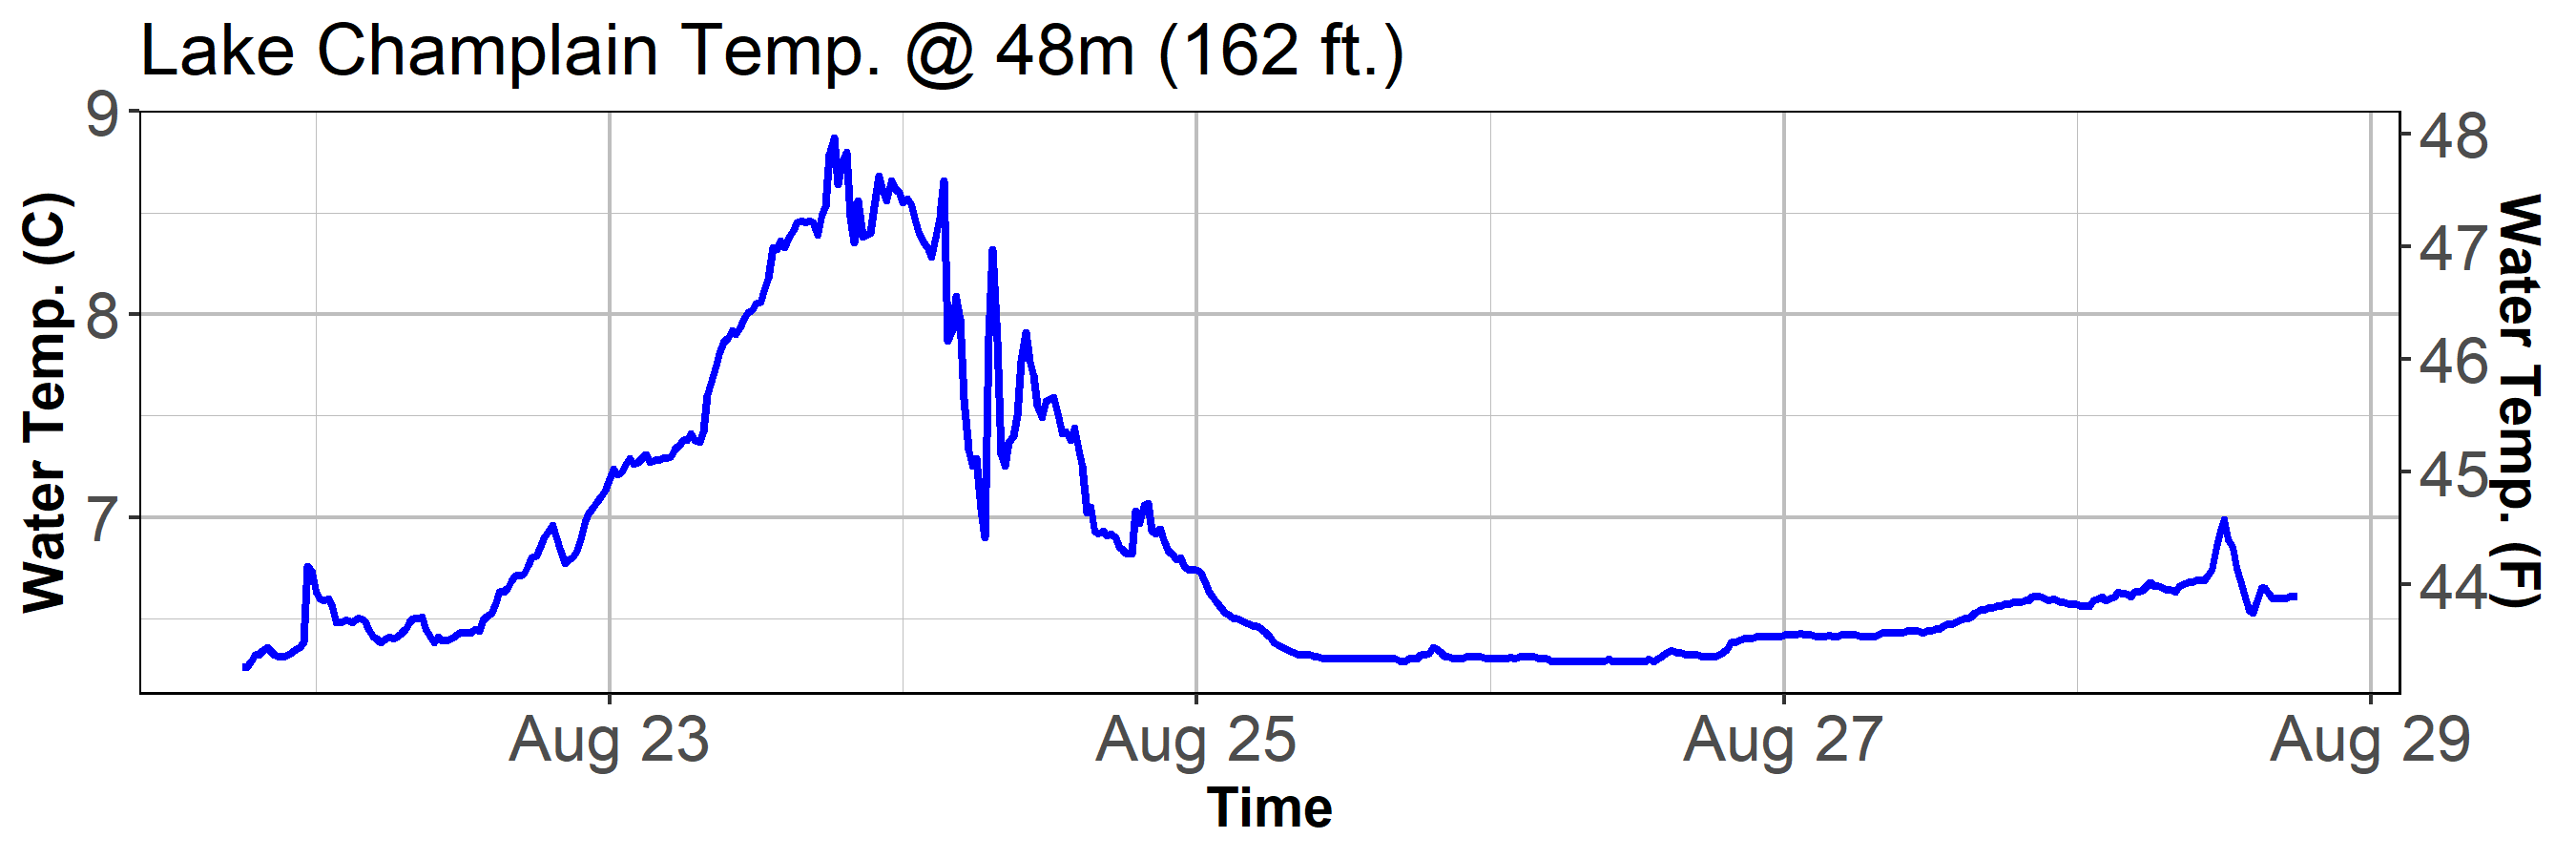 Lake Champlain Temp. @ 48m (162 ft.)
9
8
7
Water Temp. (C)
48
47
46
45
44
Water Temp. (F)
Aug 23
Aug 25
Aug 27
Aug 29
Time